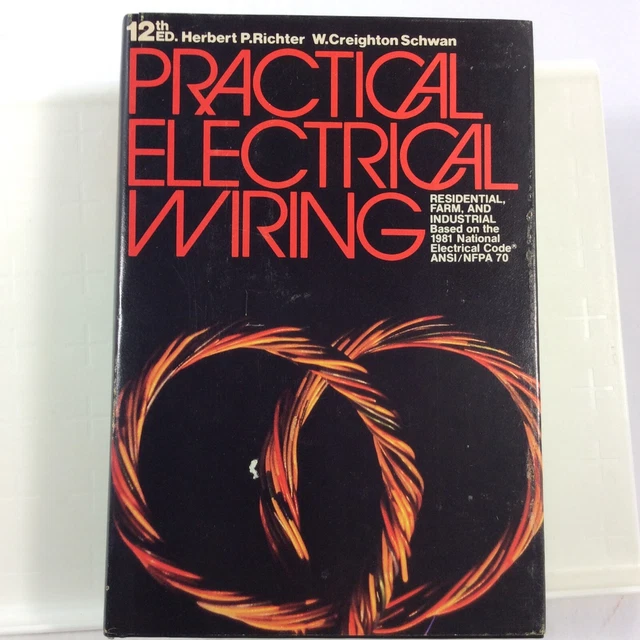 12th ED. Herbert P.Richter W.Creighton Schwan
PRACTICAL
ELECTRICAL
WIRING
RESIDENTIAL,
FARM, AND
INDUSTRIAL
Based on the
1981 National
Electrical Code®
ANSI/NFPA 70